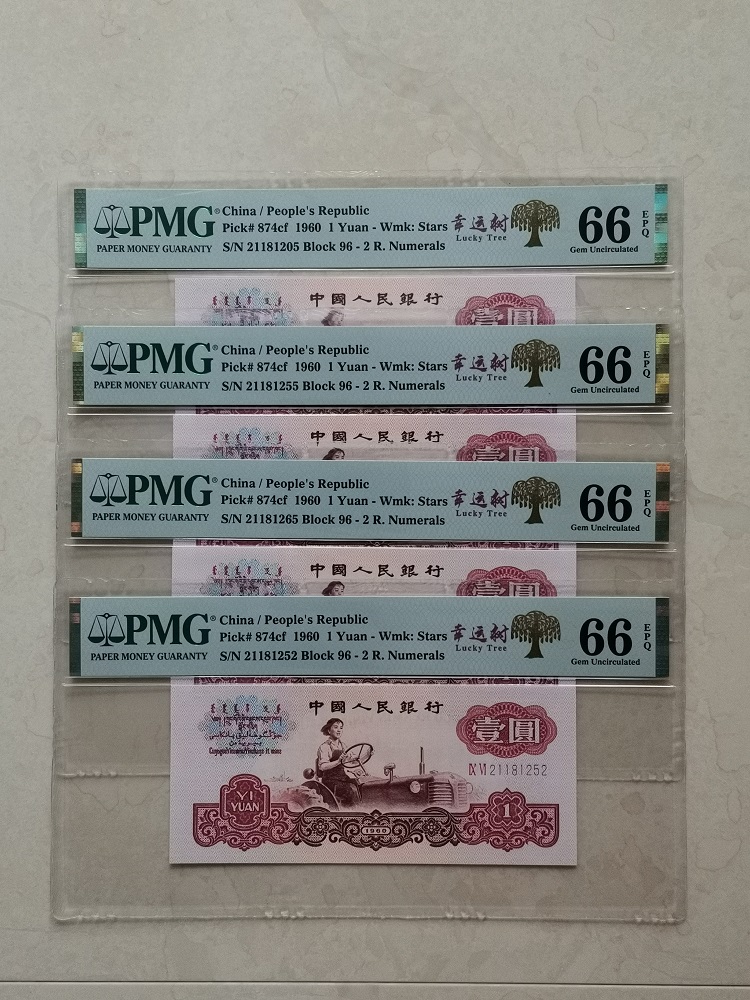 PMG®
PAPER MONEY GUARANTY
China / People's Republic
Pick# 874cf 1960 1 Yuan - Wmk: Stars
S/N 21181205 Block 96 - 2 R. Numerals
幸运树
Lucky Tree
66
EPQ
Gem Uncirculated
中國人民銀行
壹圓
PMG®
PAPER MONEY GUARANTY
China / People's Republic
Pick# 874cf 1960 1 Yuan - Wmk: Stars
S/N 21181255 Block 96 - 2 R. Numerals
幸运树
Lucky Tree
66
EPQ
Gem Uncirculated
中國人民銀行
壹圓
PMG®
PAPER MONEY GUARANTY
China / People's Republic
Pick# 874cf 1960 1 Yuan - Wmk: Stars
S/N 21181265 Block 96 - 2 R. Numerals
幸运树
Lucky Tree
66
EPQ
Gem Uncirculated
中國人民銀行
壹圓
PMG®
PAPER MONEY GUARANTY
China / People's Republic
Pick# 874cf 1960 1 Yuan - Wmk: Stars
S/N 21181252 Block 96 - 2 R. Numerals
幸运树
Lucky Tree
66
EPQ
Gem Uncirculated
中國人民銀行
壹圓
IX VI 21181252
YI
YUAN
1
1960